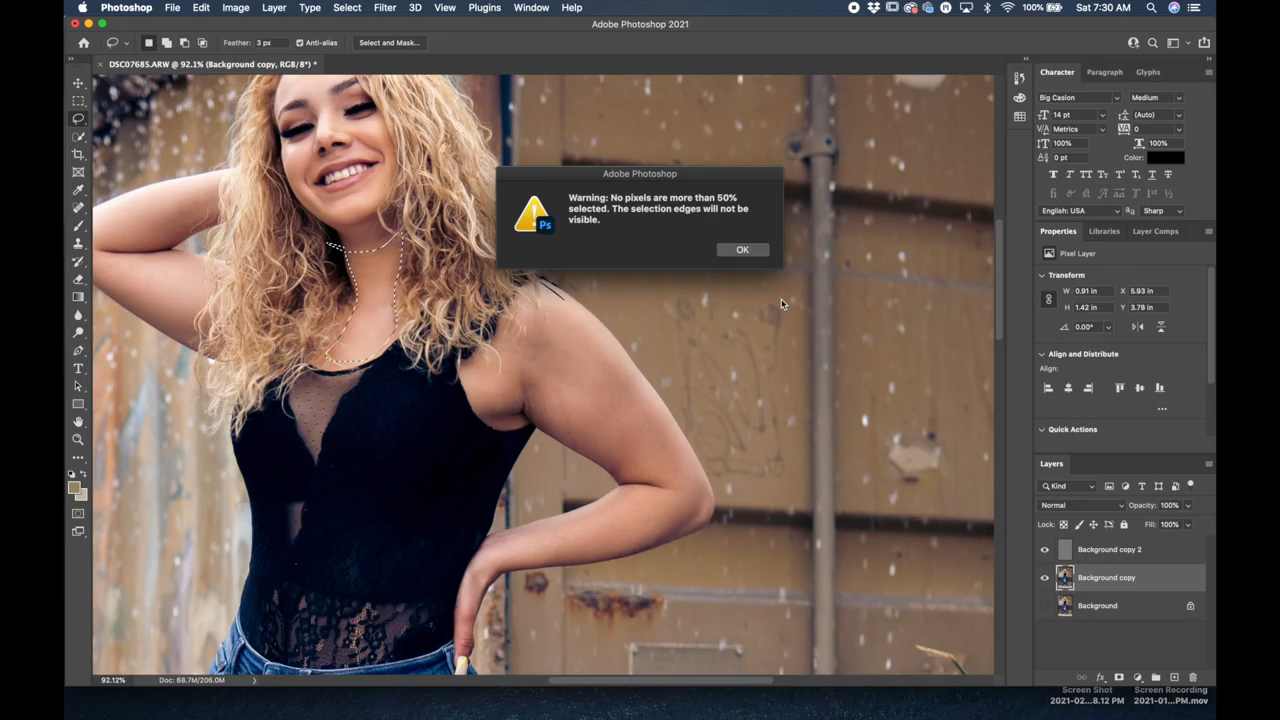 Photoshop File Edit Image Layer Type Select Filter 3D View Plugins Window Help 100% Sat 7:30 AM
Adobe Photoshop 2021
Feather: 3 px Anti-alias Select and Mask...
DSC07685.ARW @ 92.1% (Background copy, RGB/8*) *
Adobe Photoshop
Warning: No pixels are more than 50%
selected. The selection edges will not be
visible.
Ps
OK
Character Paragraph Glyphs
Big Caslon Medium
14 pt (Auto)
Metrics 0
100% 100%
0 pt Color:
English: USA Sharp
Properties Libraries Layer Comps
Pixel Layer
Transform
W 0.91 in X 5.93 in
H 1.42 in Y 3.78 in
0.00°
Align and Distribute
Align:
Quick Actions
Layers
Kind
Normal Opacity: 100%
Lock: Fill: 100%
Background copy 2
Background copy
Background
92.12% Doc: 68.7M/206.0M
Screen Shot Screen Recording
2021-02...8.12 PM 2021-01...PM.mov